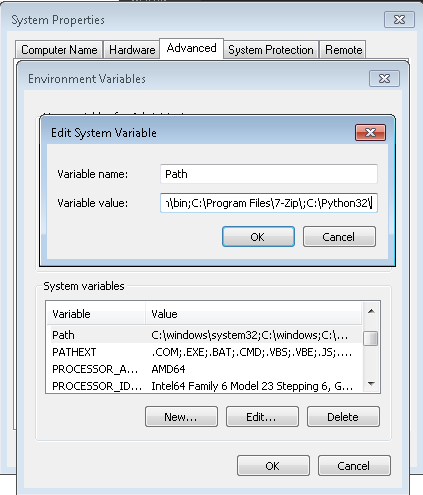 System Properties
Computer Name Hardware Advanced System Protection Remote
Environment Variables
Edit System Variable
Variable name: Path
Variable value: \bin;C:\Program Files\7-Zip\;C:\Python32\
OK Cancel
System variables
Variable Value
Path C:\windows\system32;C:\windows;C:\...
PATHEXT .COM;.EXE;.BAT;.CMD;.VBS;.VBE;.JS;....
PROCESSOR_A... AMD64
PROCESSOR_ID... Intel64 Family 6 Model 23 Stepping 6, G...
New... Edit... Delete
OK Cancel